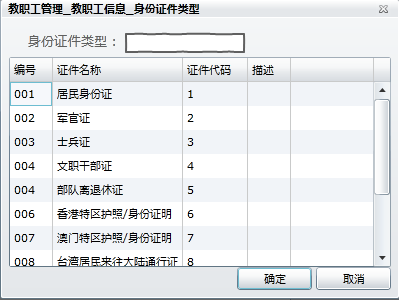 教职工管理_教职工信息_身份证件类型
身份证件类型：
编号 证件名称 证件代码 描述
001 居民身份证 1
002 军官证 2
003 士兵证 3
004 文职干部证 4
004 部队离退休证 5
006 香港特区护照/身份证明 6
007 澳门特区护照/身份证明 7
008 台湾居民来往大陆通行证 8
确定 取消